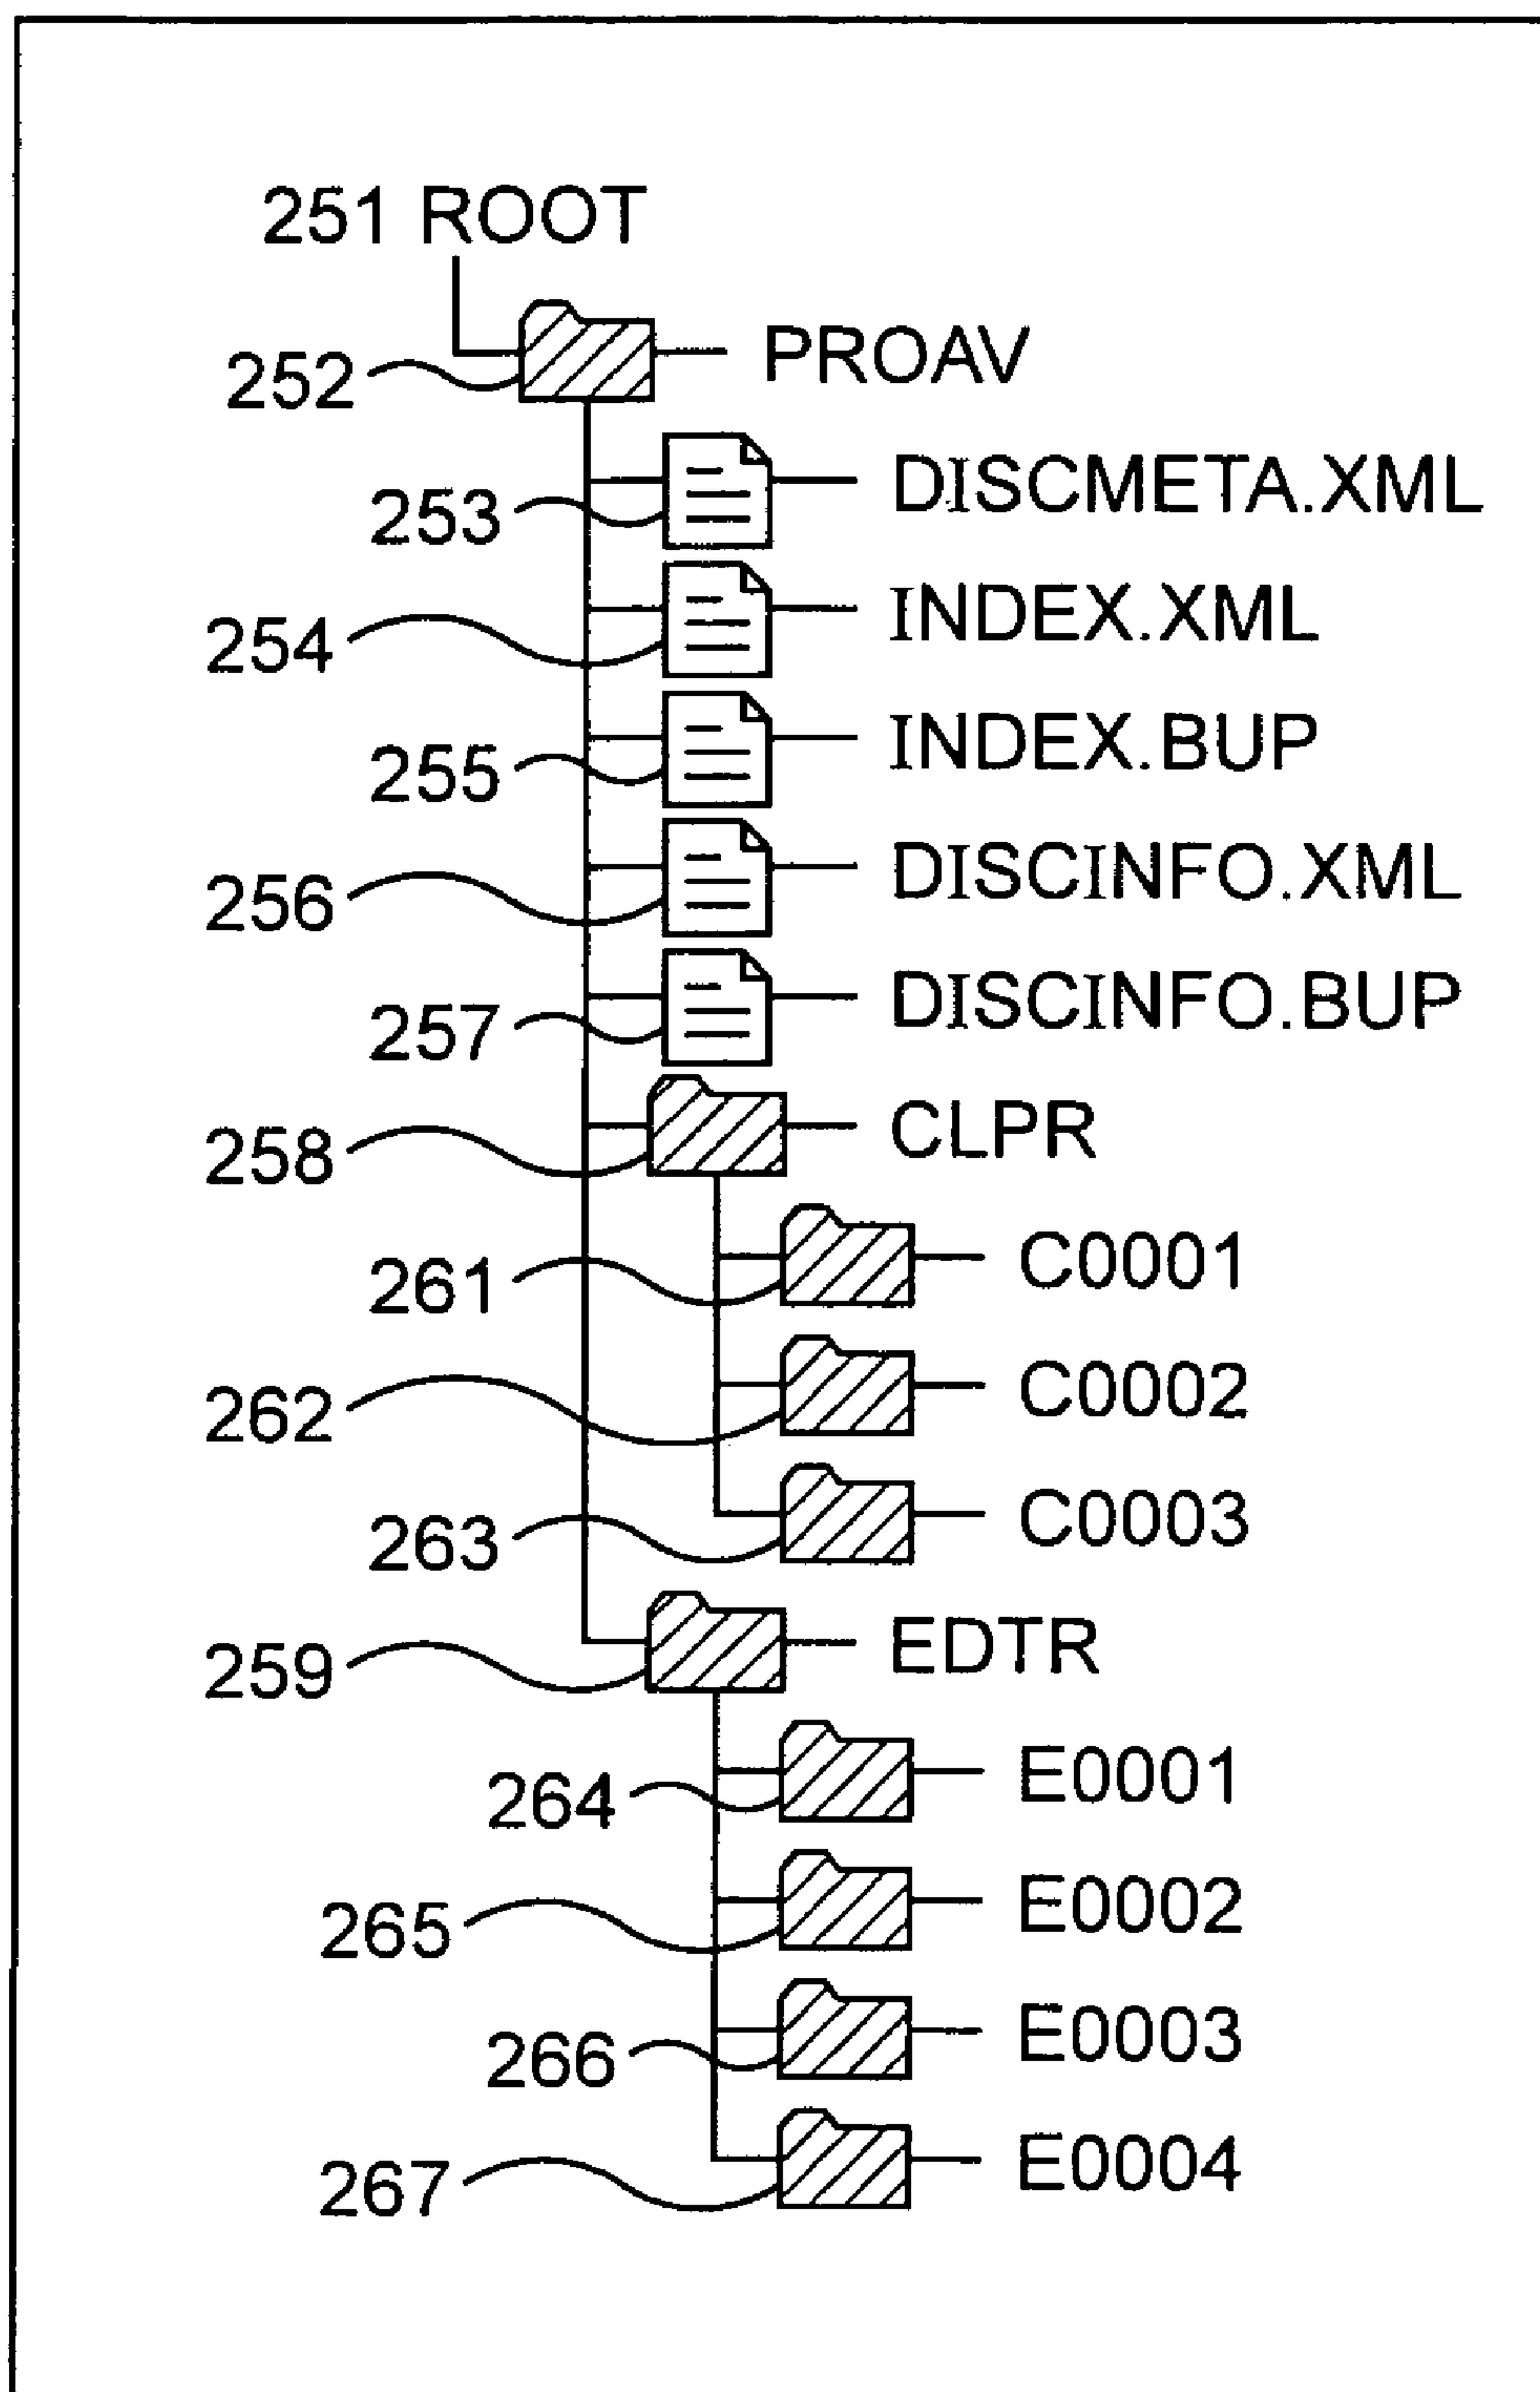 251 ROOT
252 PROAV
253 DISCMETA.XML
254 INDEX.XML
255 INDEX.BUP
256 DISCINFO.XML
257 DISCINFO.BUP
258 CLPR
261 C0001
262 C0002
263 C0003
259 EDTR
264 E0001
265 E0002
266 E0003
267 E0004